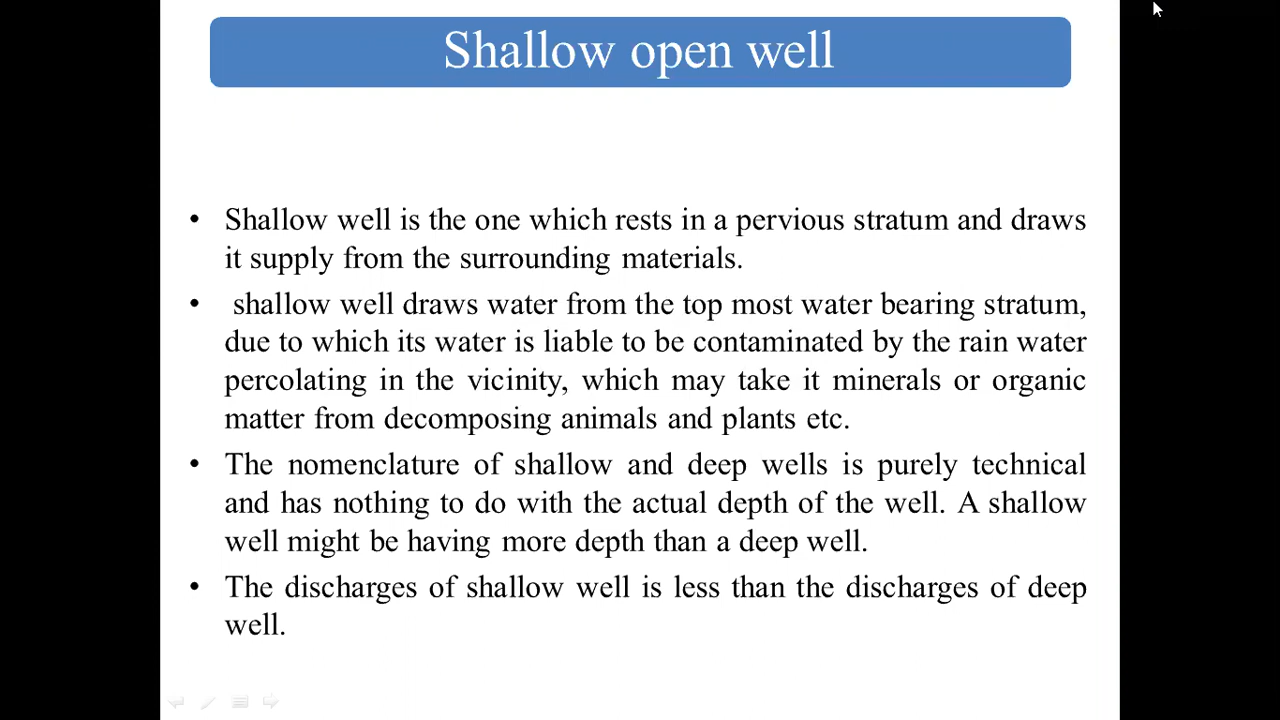 Shallow open well
• Shallow well is the one which rests in a pervious stratum and draws
it supply from the surrounding materials.
• shallow well draws water from the top most water bearing stratum,
due to which its water is liable to be contaminated by the rain water
percolating in the vicinity, which may take it minerals or organic
matter from decomposing animals and plants etc.
• The nomenclature of shallow and deep wells is purely technical
and has nothing to do with the actual depth of the well. A shallow
well might be having more depth than a deep well.
• The discharges of shallow well is less than the discharges of deep
well.